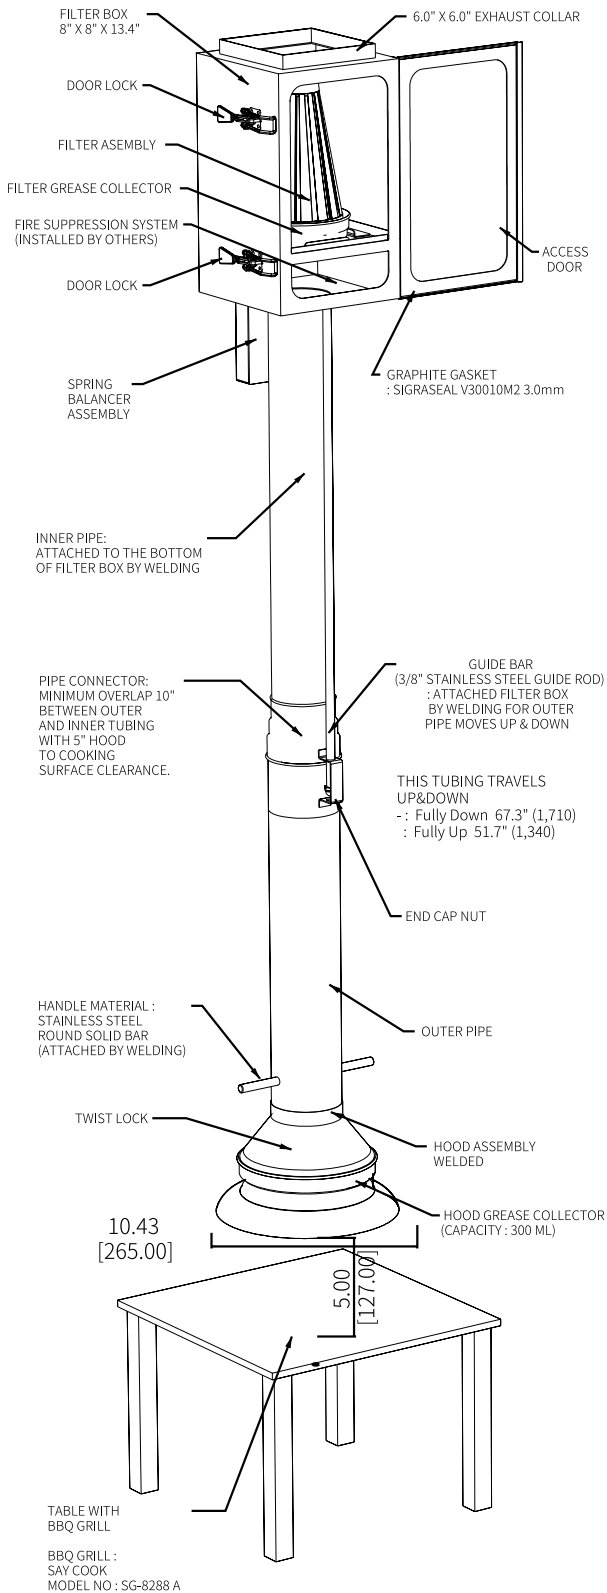 FILTER BOX
8" X 8" X 13.4"
6.0" X 6.0" EXHAUST COLLAR
DOOR LOCK
FILTER ASEMBLY
FILTER GREASE COLLECTOR
FIRE SUPPRESSION SYSTEM
(INSTALLED BY OTHERS)
ACCESS
DOOR
DOOR LOCK
GRAPHITE GASKET
: SIGRASEAL V30010M2 3.0mm
SPRING
BALANCER
ASSEMBLY
INNER PIPE:
ATTACHED TO THE BOTTOM
OF FILTER BOX BY WELDING
GUIDE BAR
(3/8" STAINLESS STEEL GUIDE ROD)
: ATTACHED FILTER BOX
BY WELDING FOR OUTER
PIPE MOVES UP & DOWN
PIPE CONNECTOR:
MINIMUM OVERLAP 10"
BETWEEN OUTER
AND INNER TUBING
WITH 5" HOOD
TO COOKING
SURFACE CLEARANCE.
THIS TUBING TRAVELS
UP&DOWN
- : Fully Down 67.3" (1,710)
: Fully Up 51.7" (1,340)
END CAP NUT
HANDLE MATERIAL :
STAINLESS STEEL
ROUND SOLID BAR
(ATTACHED BY WELDING)
OUTER PIPE
TWIST LOCK
HOOD ASSEMBLY
WELDED
HOOD GREASE COLLECTOR
(CAPACITY : 300 ML)
10.43
[265.00]
5.00
[127.00]
TABLE WITH
BBQ GRILL
BBQ GRILL :
SAY COOK
MODEL NO : SG-8288 A